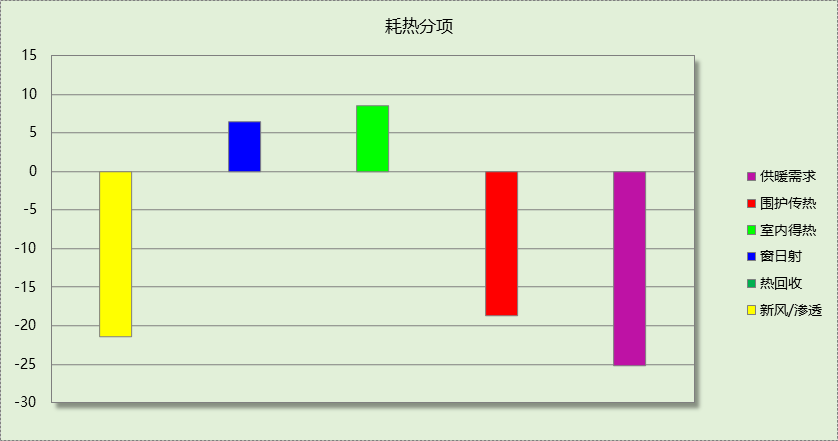 耗热分项
15
10
5
0
-5
-10
-15
-20
-25
-30
供暖需求
围护传热
室内得热
窗日射
热回收
新风/渗透